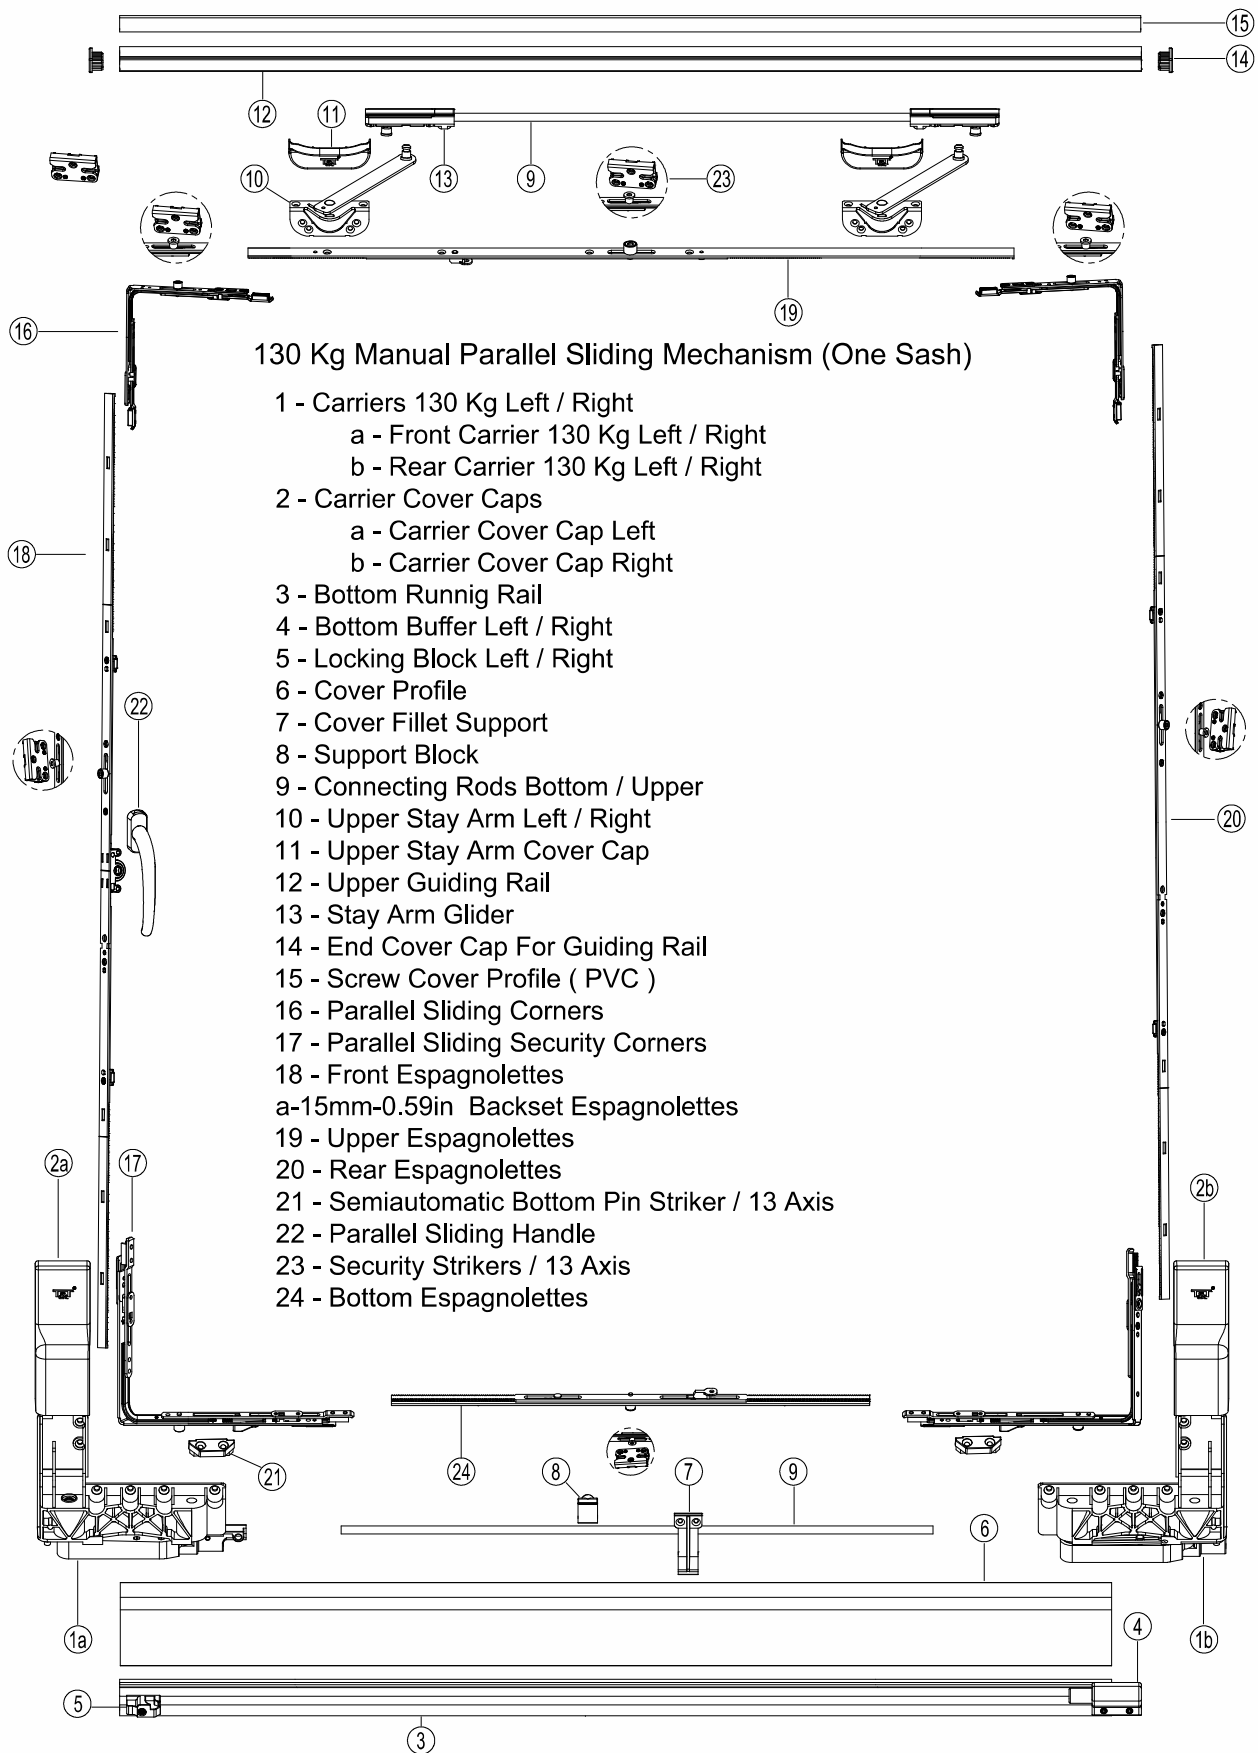 15
14
12
11
13
9
23
10
19
16
130 Kg Manual Parallel Sliding Mechanism (One Sash)
1 - Carriers 130 Kg Left / Right
a - Front Carrier 130 Kg Left / Right
b - Rear Carrier 130 Kg Left / Right
2 - Carrier Cover Caps
a - Carrier Cover Cap Left
b - Carrier Cover Cap Right
3 - Bottom Runnig Rail
4 - Bottom Buffer Left / Right
5 - Locking Block Left / Right
6 - Cover Profile
7 - Cover Fillet Support
8 - Support Block
9 - Connecting Rods Bottom / Upper
10 - Upper Stay Arm Left / Right
11 - Upper Stay Arm Cover Cap
12 - Upper Guiding Rail
13 - Stay Arm Glider
14 - End Cover Cap For Guiding Rail
15 - Screw Cover Profile ( PVC )
16 - Parallel Sliding Corners
17 - Parallel Sliding Security Corners
18 - Front Espagnolettes
a-15mm-0.59in Backset Espagnolettes
19 - Upper Espagnolettes
20 - Rear Espagnolettes
21 - Semiautomatic Bottom Pin Striker / 13 Axis
22 - Parallel Sliding Handle
23 - Security Strikers / 13 Axis
24 - Bottom Espagnolettes
18
22
20
2a
17
2b
21
24
8
7
9
6
1a
1b
4
5
3